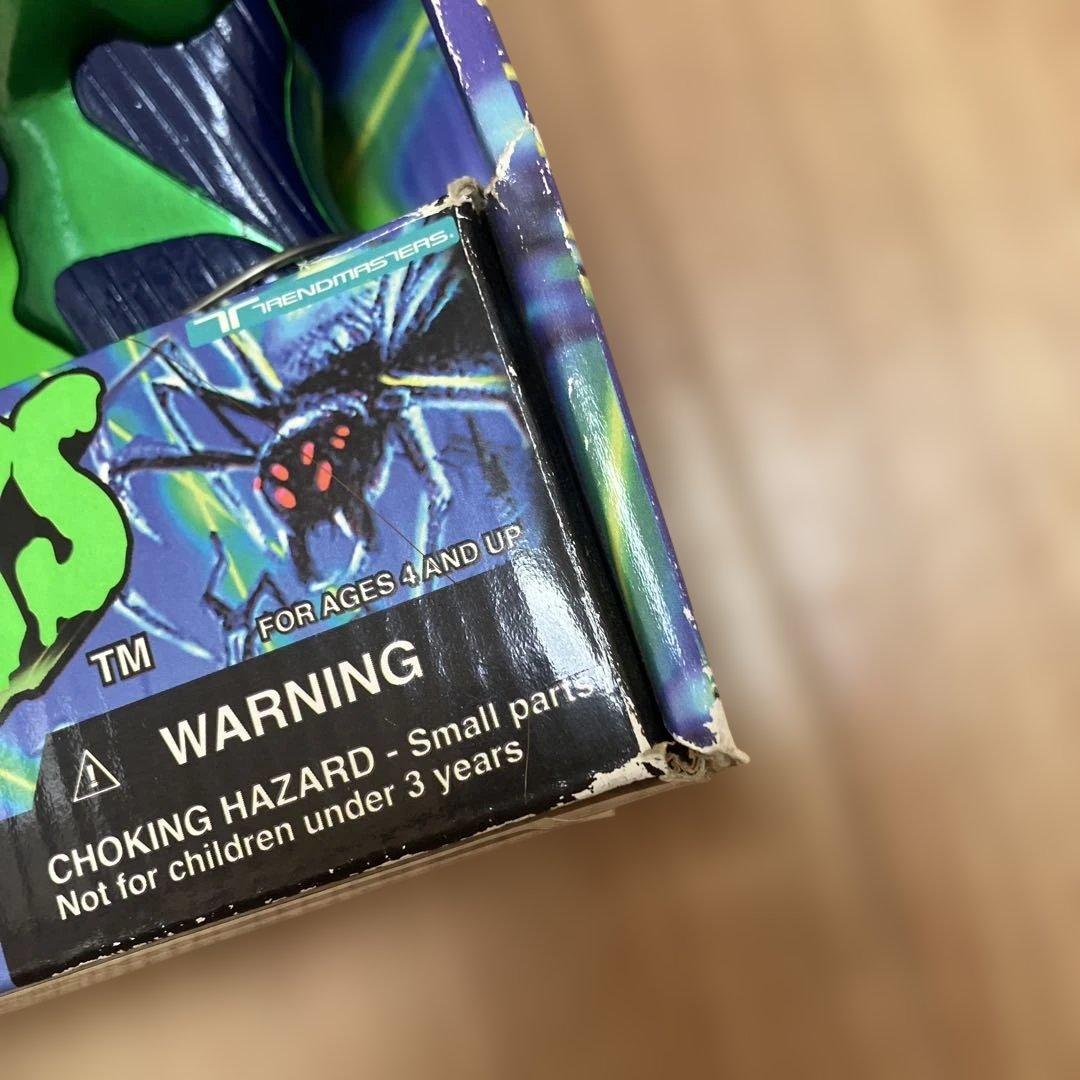 TRENDMASTERS.
S
TM
FOR AGES 4 AND UP
WARNING
CHOKING HAZARD - Small parts
Not for children under 3 years